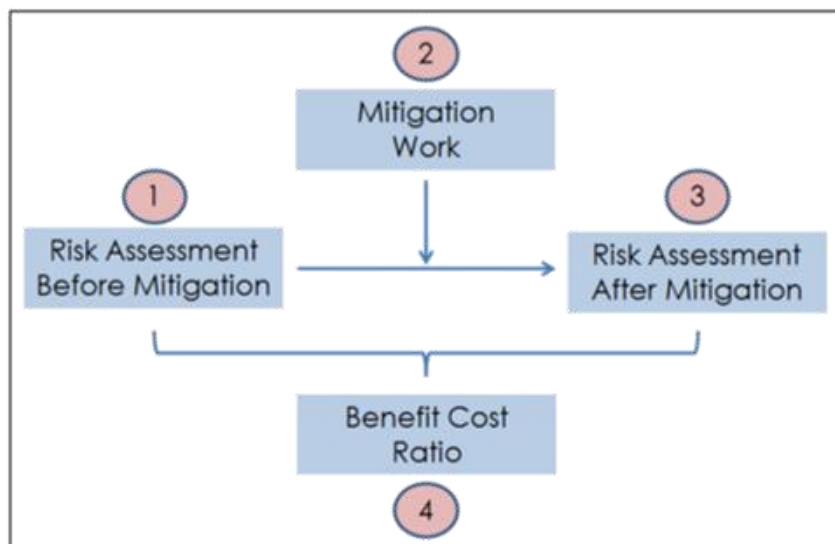 2
Mitigation
Work
1
Risk Assessment
Before Mitigation
3
Risk Assessment
After Mitigation
Benefit Cost
Ratio
4